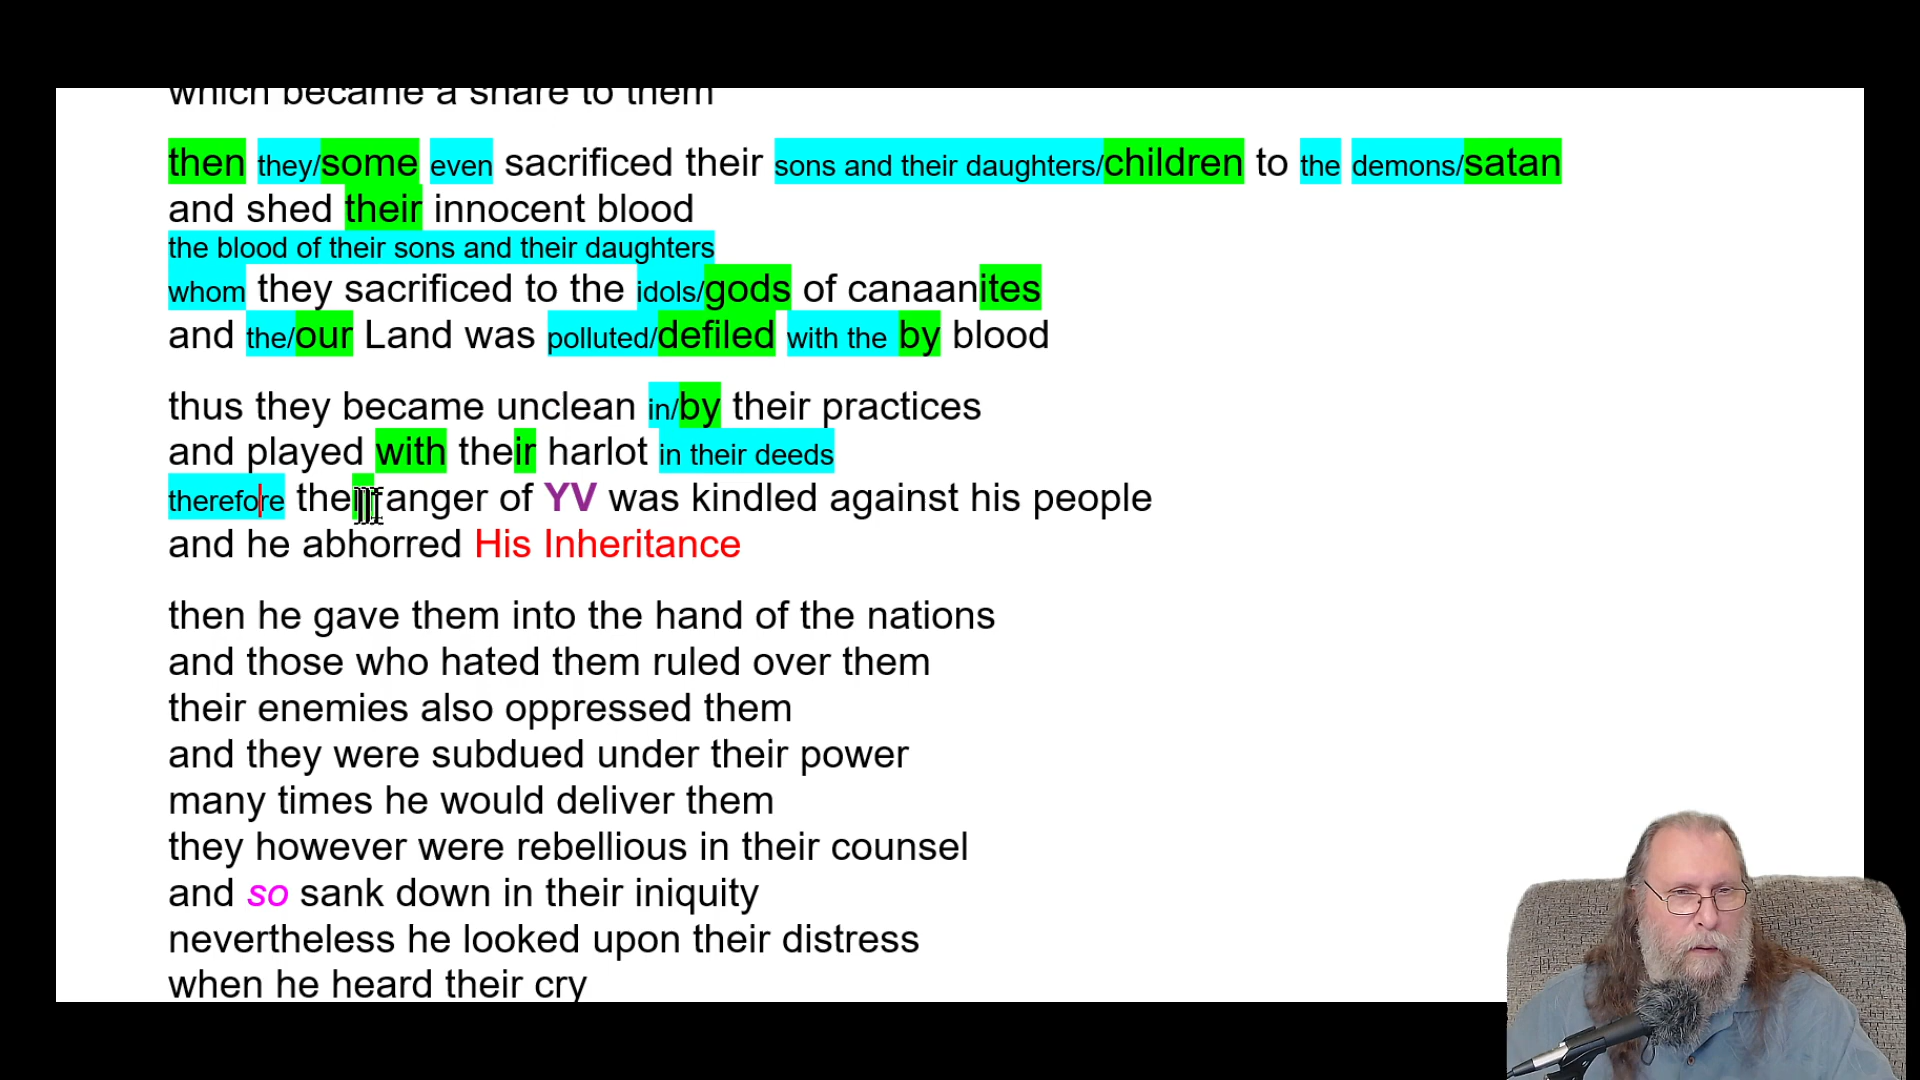 which became a share to them
then they/some even sacrificed their sons and their daughters/children to the demons/satan
and shed their innocent blood
the blood of their sons and their daughters
whom they sacrificed to the idols/gods of canaanites
and the/our Land was polluted/defiled with the by blood
thus they became unclean in/by their practices
and played with their harlot in their deeds
therefore their anger of YV was kindled against his people
and he abhorred His Inheritance
then he gave them into the hand of the nations
and those who hated them ruled over them
their enemies also oppressed them
and they were subdued under their power
many times he would deliver them
they however were rebellious in their counsel
and so sank down in their iniquity
nevertheless he looked upon their distress
when he heard their cry